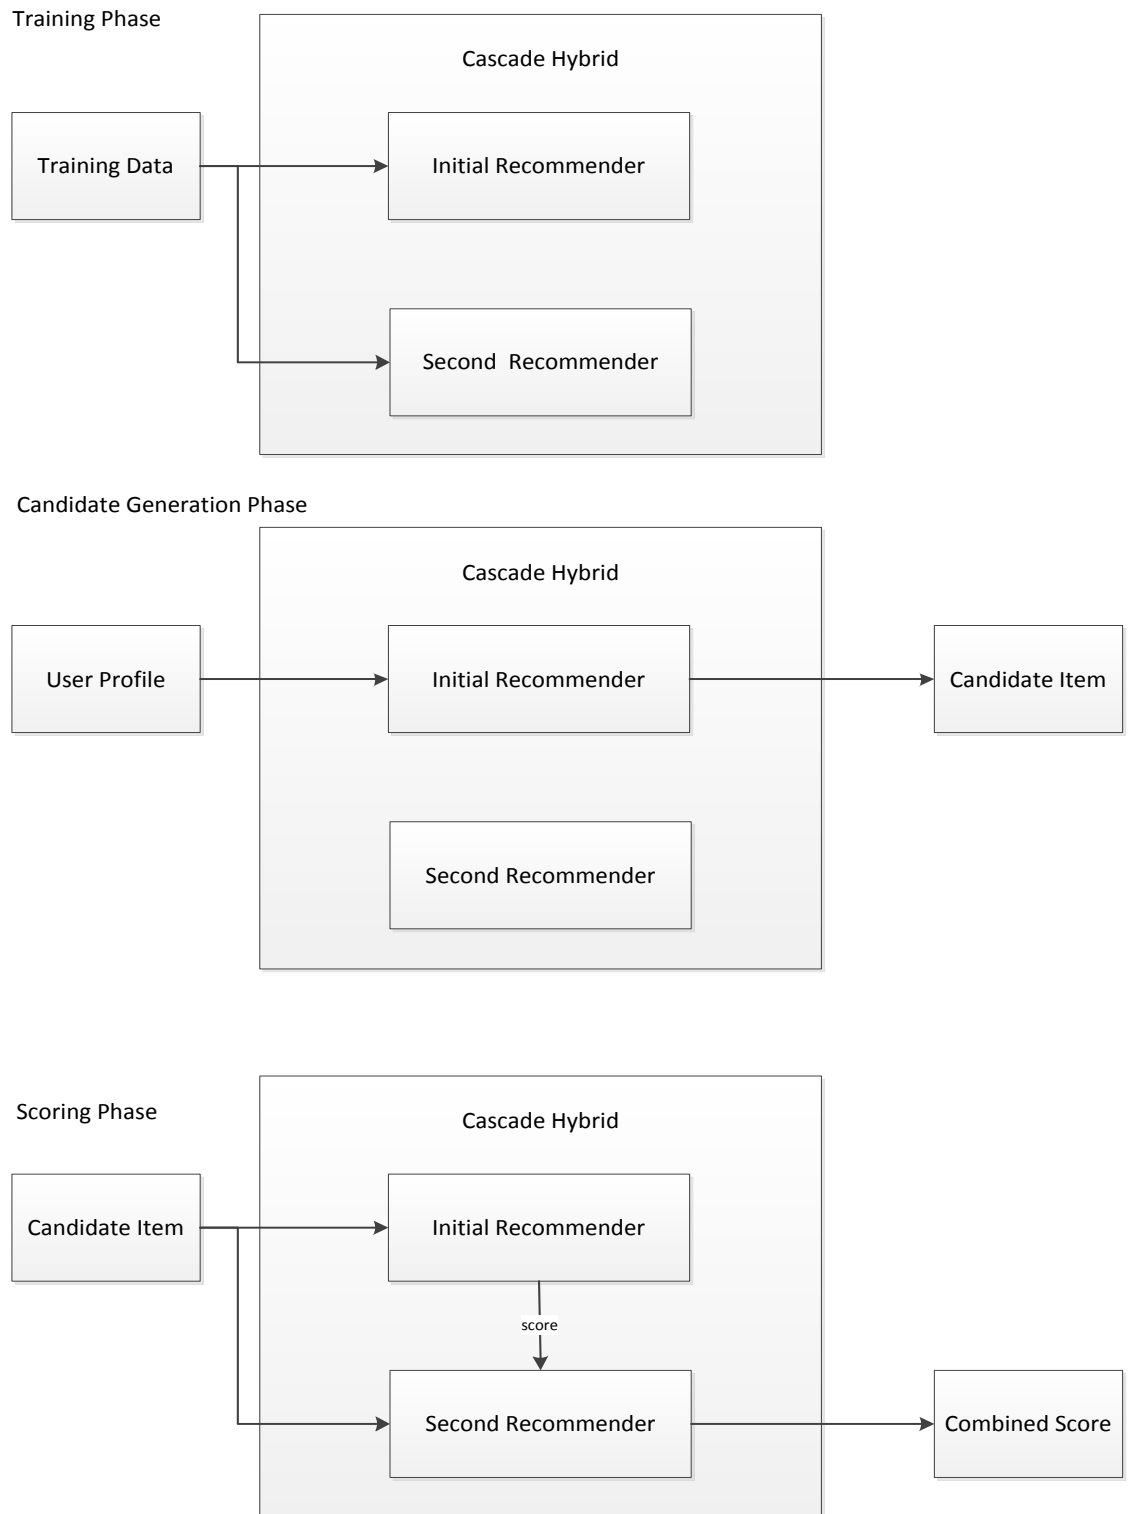 Training Phase
Cascade Hybrid
Training Data
Initial Recommender
Second  Recommender
Candidate Generation Phase
Cascade Hybrid
User Profile
Initial Recommender
Candidate Item
Second Recommender
Scoring Phase
Cascade Hybrid
Candidate Item
Initial Recommender
score
Second Recommender
Combined Score